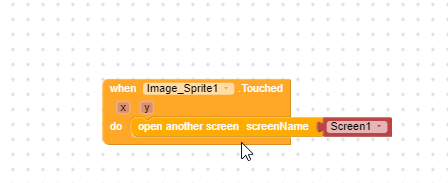 when Image_Sprite1 .Touched
x y
do open another screen screenName Screen1